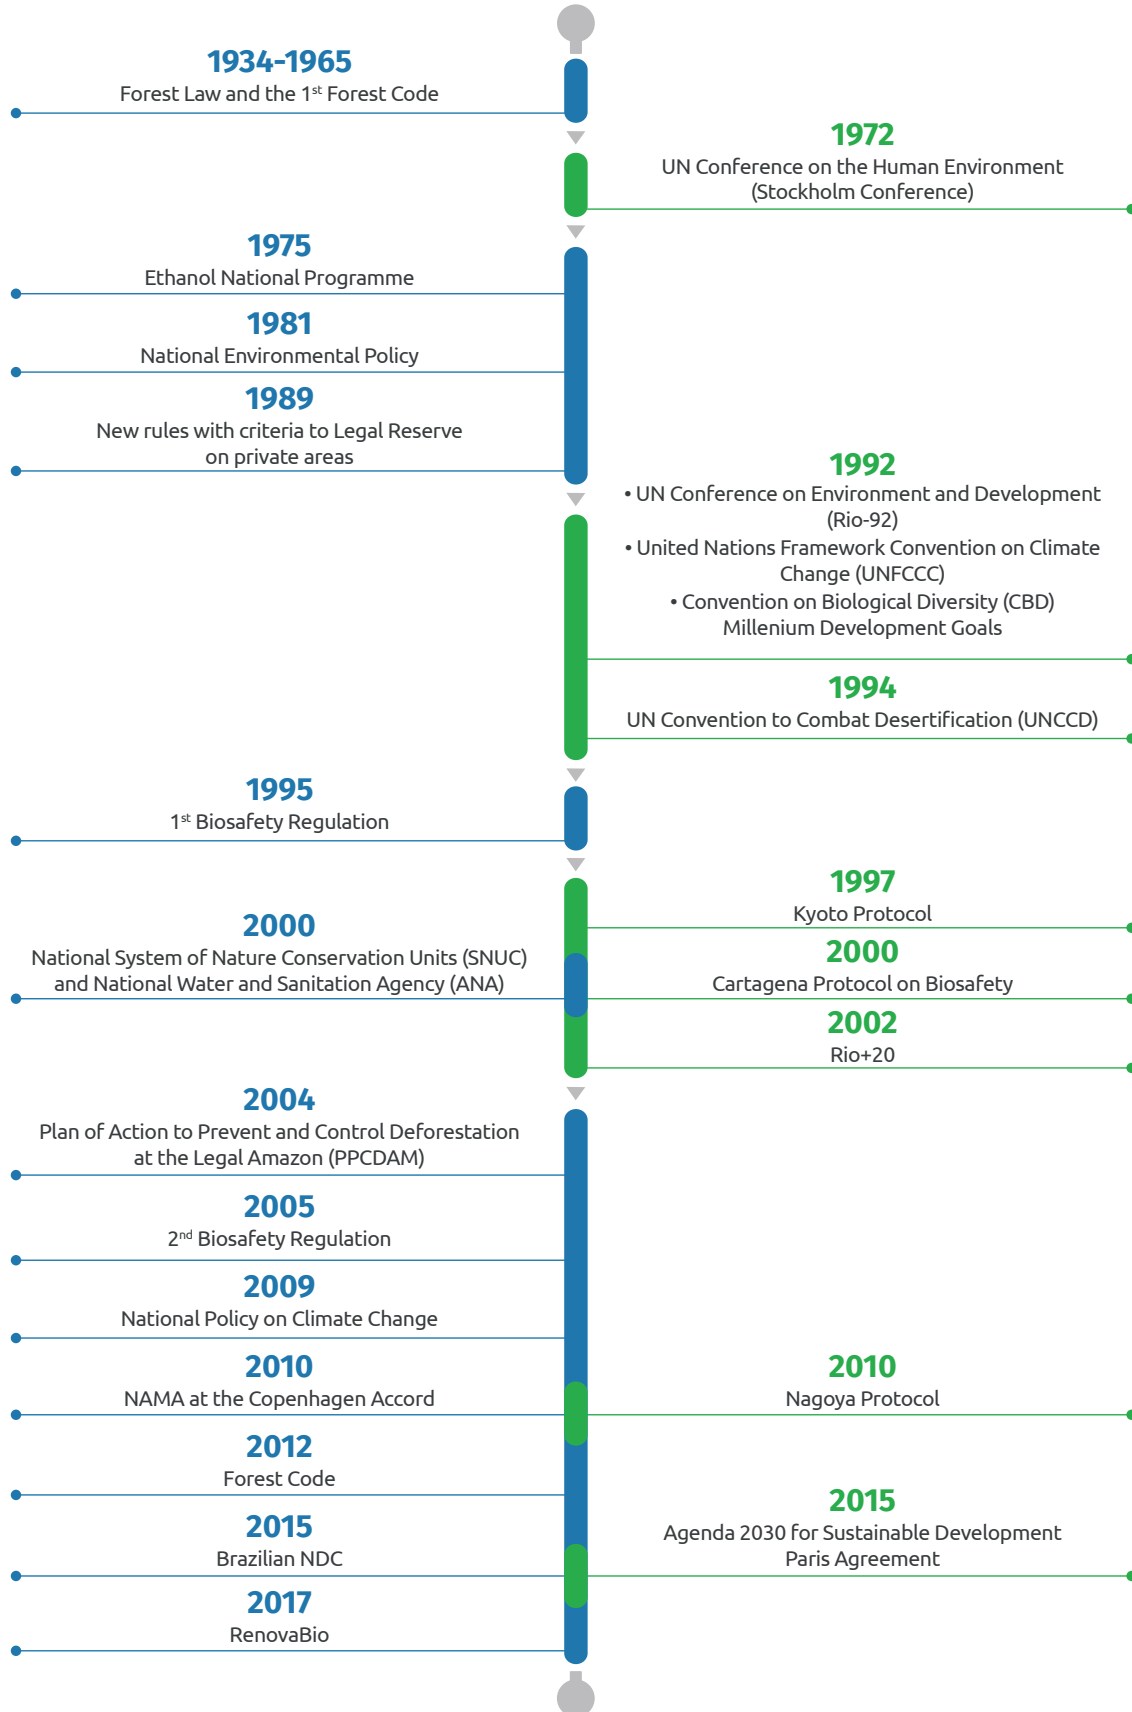 1934-1965
Forest Law and the 1st Forest Code
1972
UN Conference on the Human Environment
(Stockholm Conference)
1975
Ethanol National Programme
1981
National Environmental Policy
1989
New rules with criteria to Legal Reserve
on private areas
1992
• UN Conference on Environment and Development
(Rio-92)
• United Nations Framework Convention on Climate
Change (UNFCCC)
• Convention on Biological Diversity (CBD)
Millenium Development Goals
1994
UN Convention to Combat Desertification (UNCCD)
1995
1st Biosafety Regulation
1997
Kyoto Protocol
2000
National System of Nature Conservation Units (SNUC)
and National Water and Sanitation Agency (ANA)
2000
Cartagena Protocol on Biosafety
2002
Rio+20
2004
Plan of Action to Prevent and Control Deforestation
at the Legal Amazon (PPCDAM)
2005
2nd Biosafety Regulation
2009
National Policy on Climate Change
2010
NAMA at the Copenhagen Accord
2010
Nagoya Protocol
2012
Forest Code
2015
Brazilian NDC
2015
Agenda 2030 for Sustainable Development
Paris Agreement
2017
RenovaBio